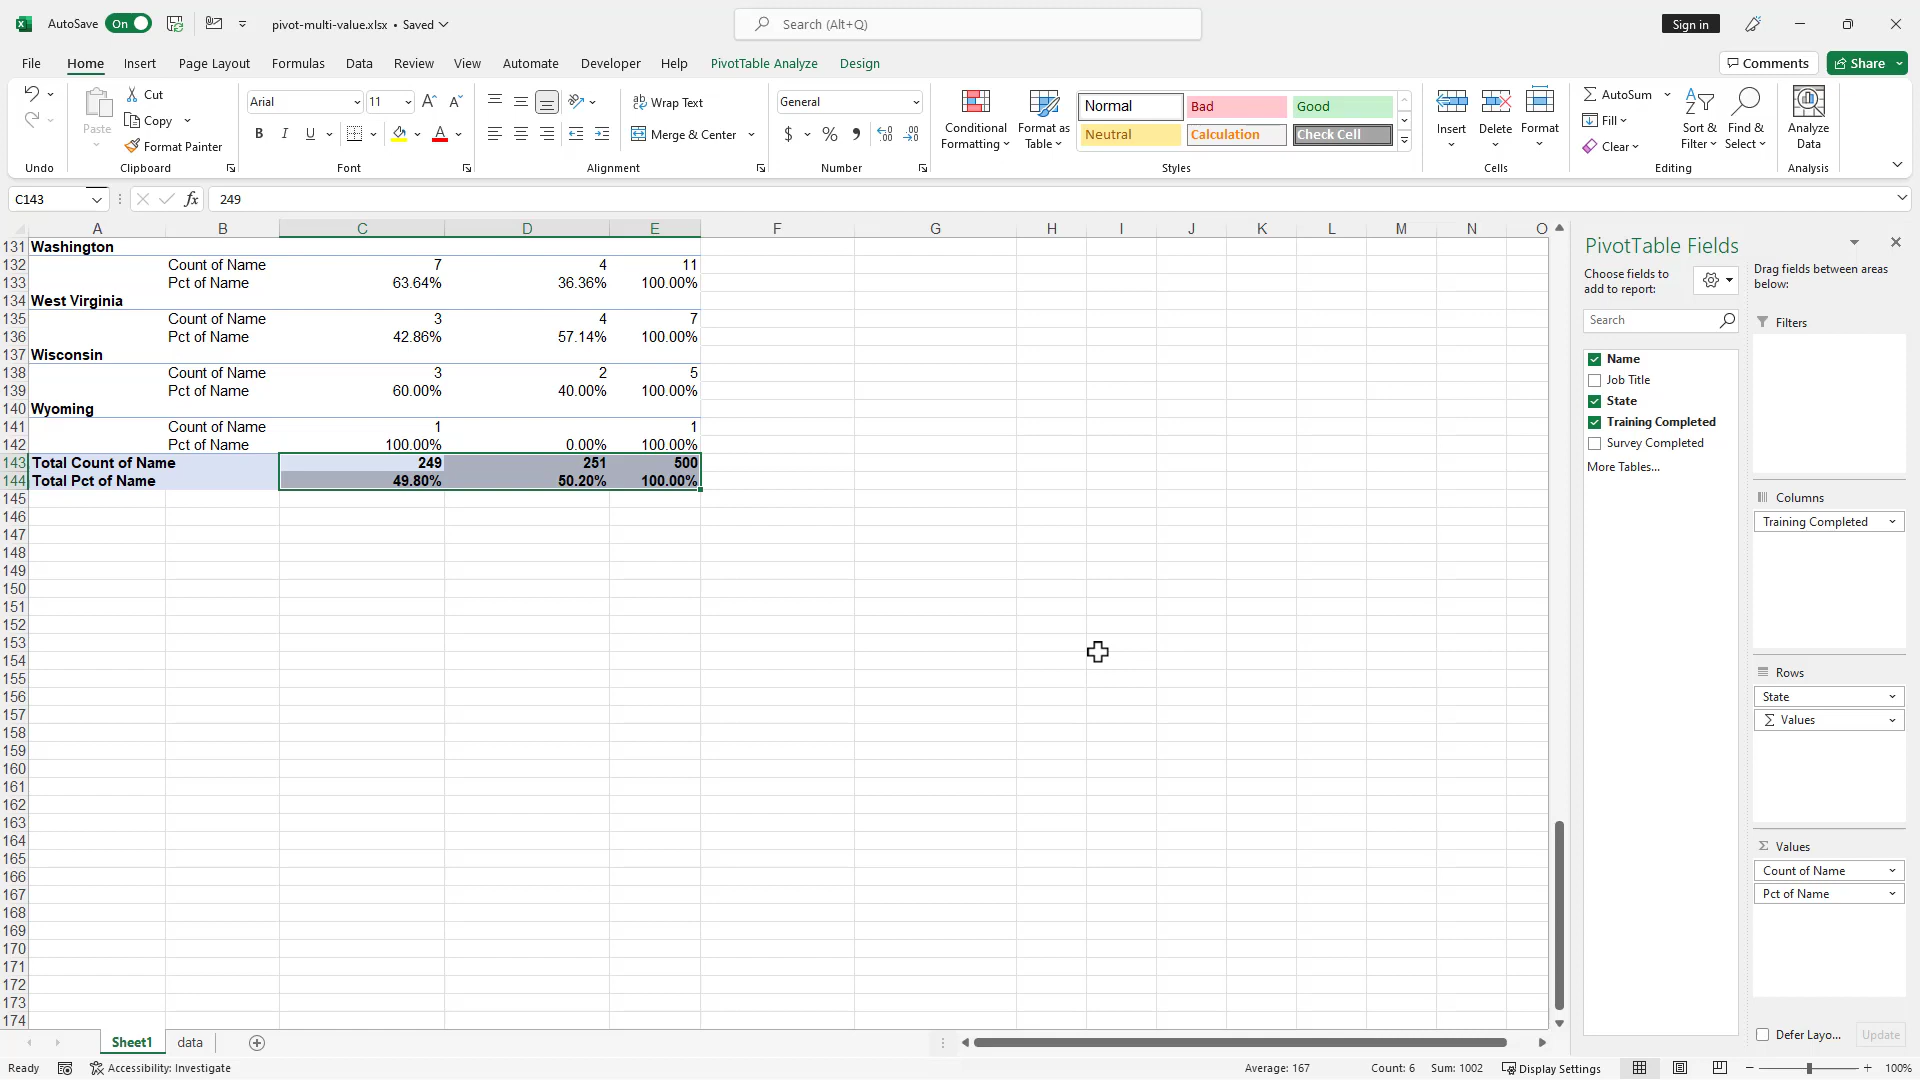 AutoSave On pivot-multi-value.xlsx • Saved Search (Alt+Q) Sign in
File Home Insert Page Layout Formulas Data Review View Automate Developer Help PivotTable Analyze Design Comments Share
Paste Cut Copy Format Painter
Arial 11
B I U A
Wrap Text Merge & Center
General
$ %
Conditional Formatting Format as Table
Normal Bad Good
Neutral Calculation Check Cell
Insert Delete Format
AutoSum Fill Clear
Sort & Filter Find & Select Analyze Data
Undo Clipboard Font Alignment Number Styles Cells Editing Analysis
C143 fx 249
A B C D E F G H I J K L M N O
131 Washington
132 Count of Name 7 4 11
133 Pct of Name 63.64% 36.36% 100.00%
134 West Virginia
135 Count of Name 3 4 7
136 Pct of Name 42.86% 57.14% 100.00%
137 Wisconsin
138 Count of Name 3 2 5
139 Pct of Name 60.00% 40.00% 100.00%
140 Wyoming
141 Count of Name 1 1
142 Pct of Name 100.00% 0.00% 100.00%
143 Total Count of Name 249 251 500
144 Total Pct of Name 49.80% 50.20% 100.00%
145
146
147
148
149
150
151
152
153
154
155
156
157
158
159
160
161
162
163
164
165
166
167
168
169
170
171
172
173
174
PivotTable Fields
Choose fields to
add to report:
Search
Name
Job Title
State
Training Completed
Survey Completed
More Tables...
Drag fields between areas
below:
Filters
Columns
Training Completed
Rows
State
Σ Values
Σ Values
Count of Name
Pct of Name
Defer Layo... Update
Sheet1 data
Ready Accessibility: Investigate Average: 167 Count: 6 Sum: 1002 Display Settings 100%